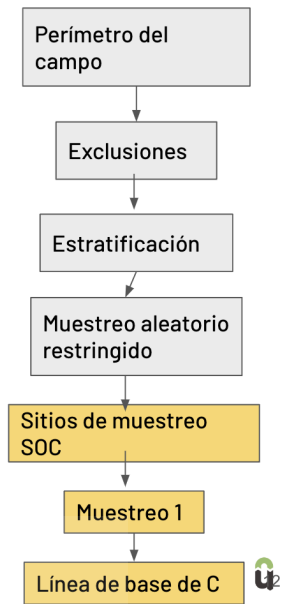 Perímetro del
campo
Exclusiones
Estratificación
Muestreo aleatorio
restringido
Sitios de muestreo
SOC
Muestreo 1
Línea de base de C